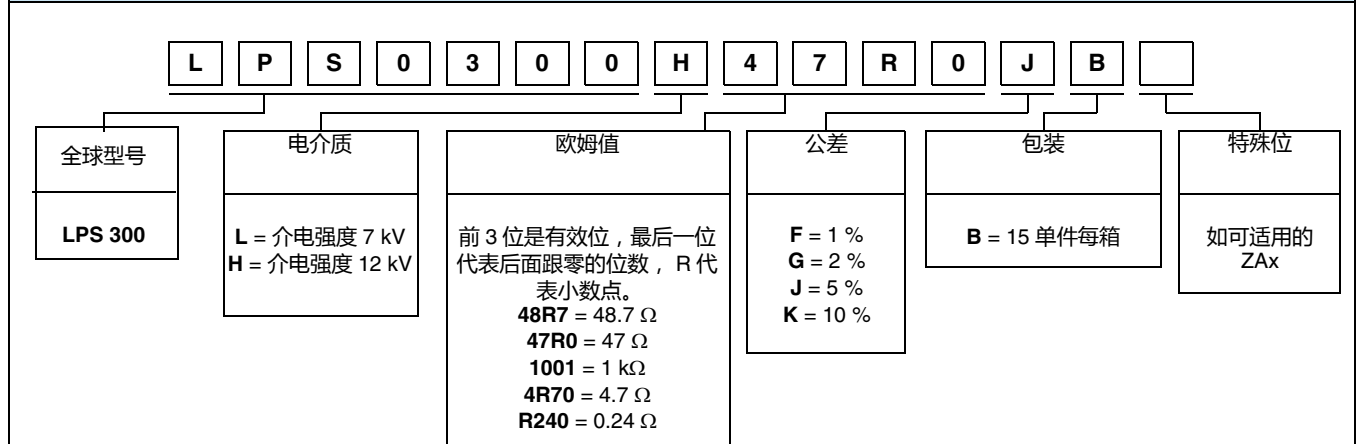 L P S 0 3 0 0 H 4 7 R 0 J B
全球型号
LPS 300
电介质
L = 介电强度 7 kV
H = 介电强度 12 kV
欧姆值
前 3 位是有效位，最后一位
代表后面跟零的位数， R 代
表小数点。
48R7 = 48.7 Ω
47R0 = 47 Ω
1001 = 1 kΩ
4R70 = 4.7 Ω
R240 = 0.24 Ω
公差
F = 1 %
G = 2 %
J = 5 %
K = 10 %
包装
B = 15 单件每箱
特殊位
如可适用的
ZAx